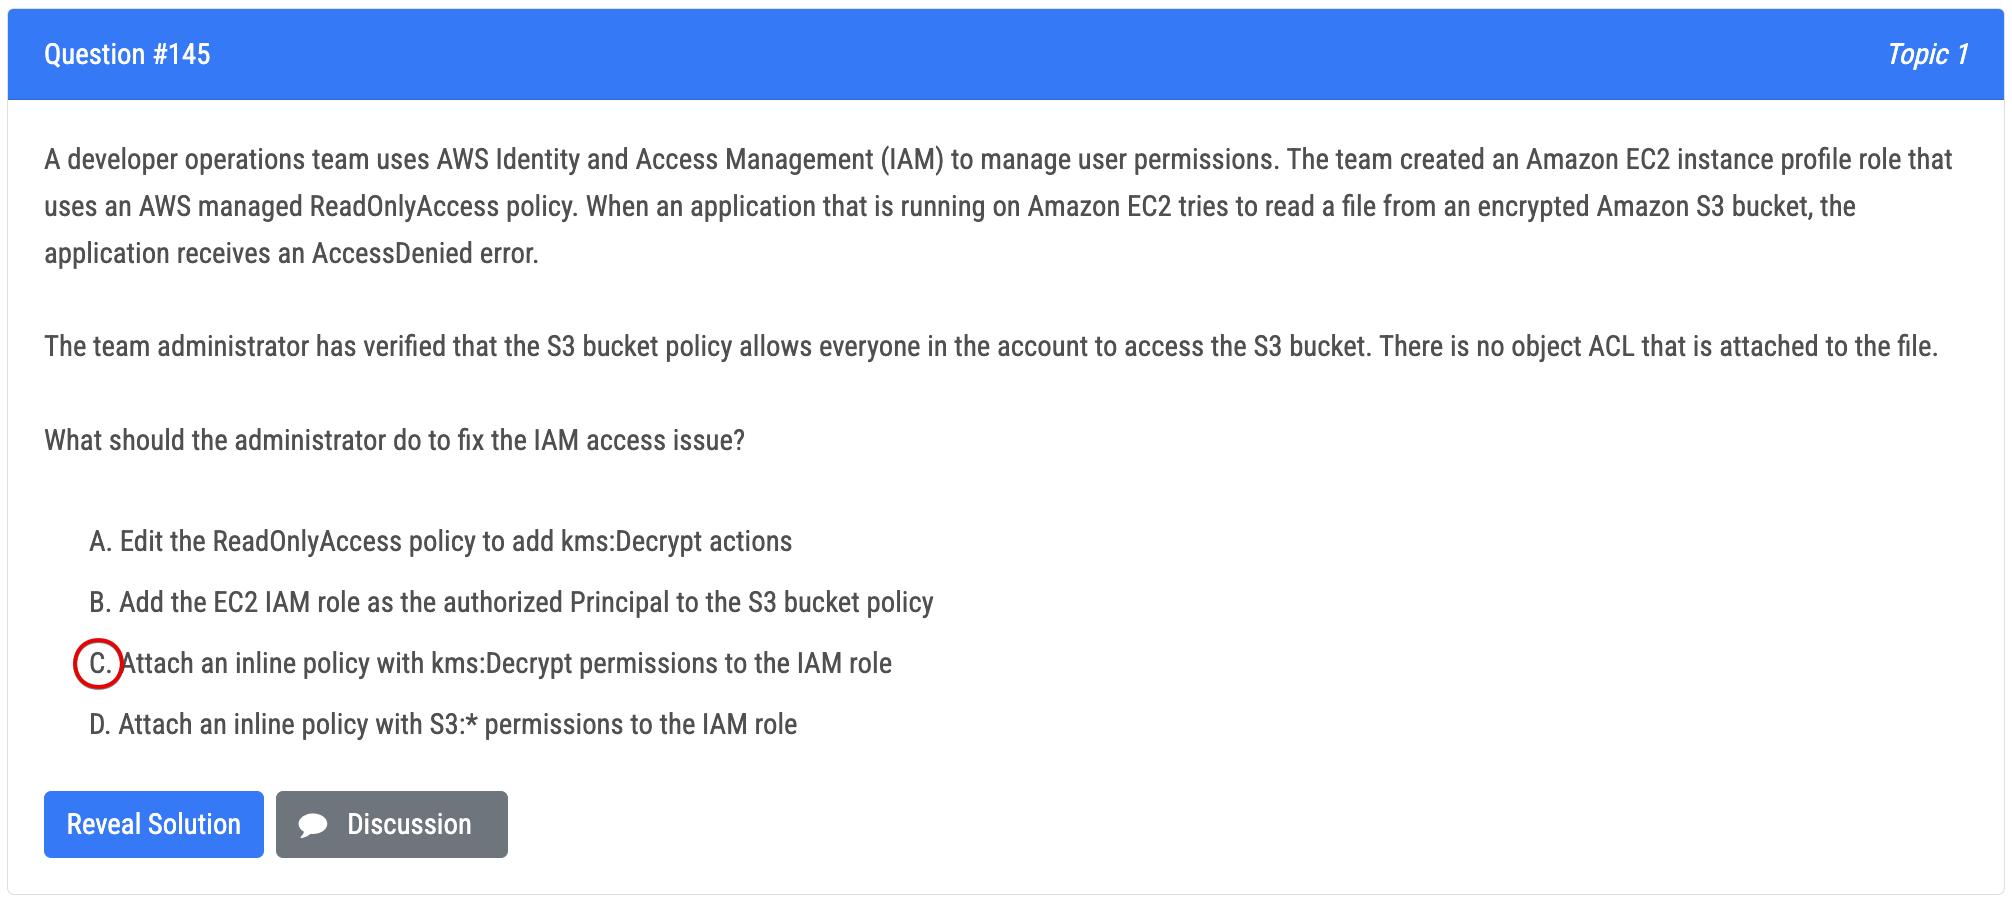 Question #145
Topic 1
A developer operations team uses AWS Identity and Access Management (IAM) to manage user permissions. The team created an Amazon EC2 instance profile role that
uses an AWS managed ReadOnlyAccess policy. When an application that is running on Amazon EC2 tries to read a file from an encrypted Amazon S3 bucket, the
application receives an AccessDenied error.
The team administrator has verified that the S3 bucket policy allows everyone in the account to access the S3 bucket. There is no object ACL that is attached to the file.
What should the administrator do to fix the IAM access issue?
A. Edit the ReadOnlyAccess policy to add kms:Decrypt actions
B. Add the EC2 IAM role as the authorized Principal to the S3 bucket policy
C. Attach an inline policy with kms:Decrypt permissions to the IAM role
D. Attach an inline policy with S3:* permissions to the IAM role
Reveal Solution
Discussion